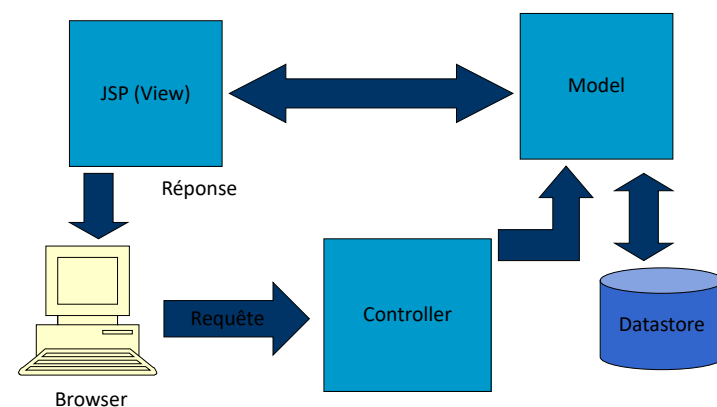 JSP (View)
Model
Réponse
Requête
Controller
Datastore
Browser